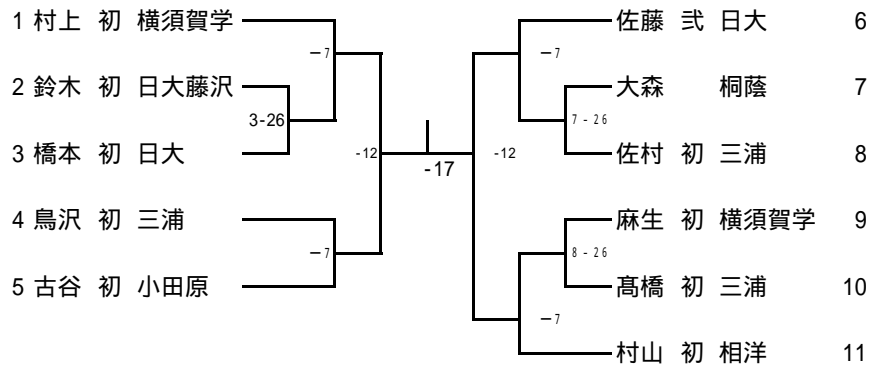 1 村上 初 横須賀学
2 鈴木 初 日大藤沢
3 橋本 初 日大
4 鳥沢 初 三浦
5 古谷 初 小田原
－7
3-26
-12
－7
-17
-12
－7
7-26
8-26
－7
佐藤 弐 日大 6
大森 桐蔭 7
佐村 初 三浦 8
麻生 初 横須賀学 9
髙橋 初 三浦 10
村山 初 相洋 11